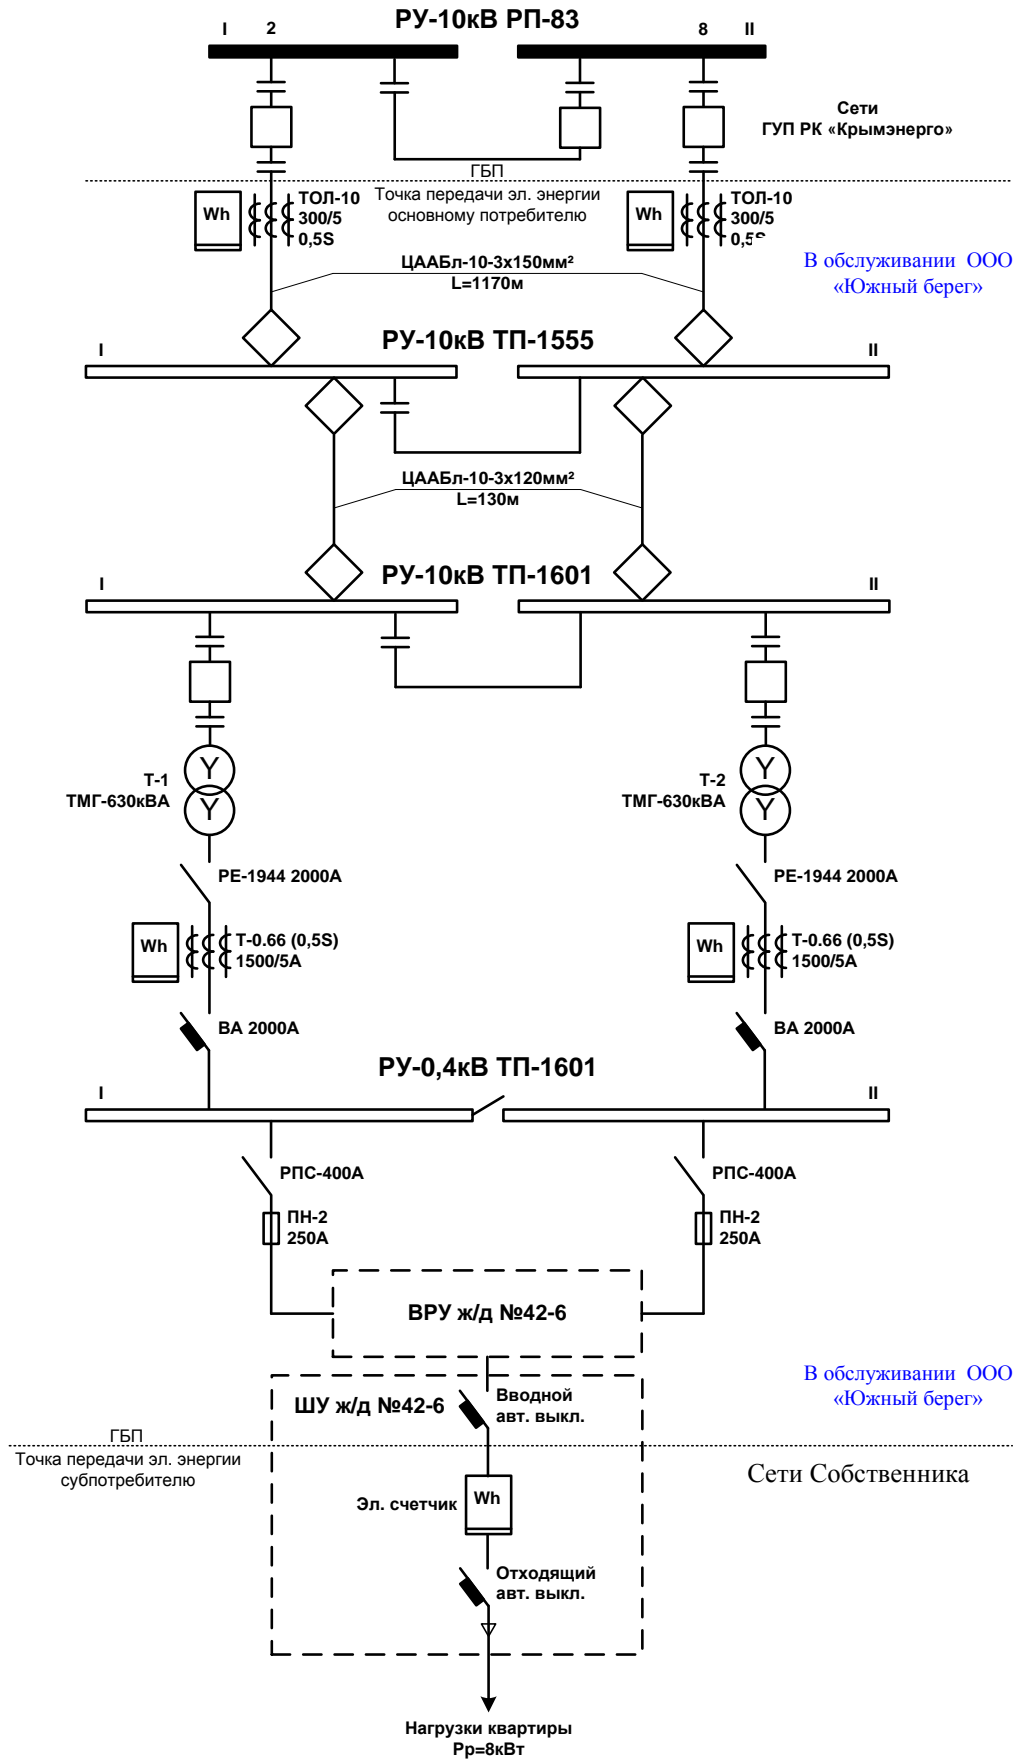 РУ-10кВ РП-83
I
2
8
II
Сети
ГУП РК «Крымэнерго»
ГБП
Точка передачи эл. энергии
основному потребителю
Wh
ТОЛ-10
300/5
0,5S
Wh
ТОЛ-10
300/5
0,5S
В обслуживании ООО
«Южный берег»
ЦААБл-10-3х150мм²
L=1170м
РУ-10кВ ТП-1555
I
II
ЦААБл-10-3х120мм²
L=130м
РУ-10кВ ТП-1601
I
II
Т-1
ТМГ-630кВА
Y
Y
Т-2
ТМГ-630кВА
Y
Y
РЕ-1944 2000А
РЕ-1944 2000А
Wh
Т-0.66 (0,5S)
1500/5А
Wh
Т-0.66 (0,5S)
1500/5А
ВА 2000А
ВА 2000А
РУ-0,4кВ ТП-1601
I
II
РПС-400А
РПС-400А
ПН-2
250А
ПН-2
250А
ВРУ ж/д №42-6
В обслуживании ООО
«Южный берег»
ШУ ж/д №42-6
Вводной
авт. выкл.
ГБП
Точка передачи эл. энергии
субпотребителю
Сети Собственника
Эл. счетчик
Wh
Отходящий
авт. выкл.
Нагрузки квартиры
Рр=8кВт